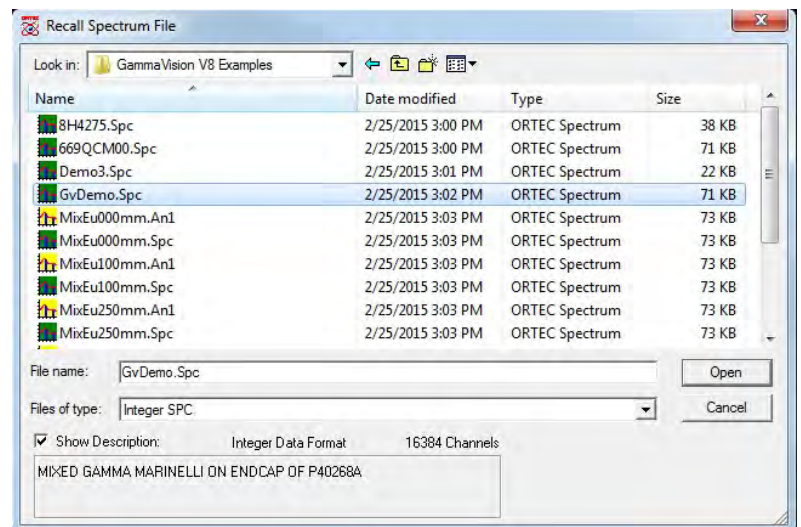 ORTEC Recall Spectrum File
Look in: GammaVision V8 Examples
Name Date modified Type Size
8H4275.Spc 2/25/2015 3:00 PM ORTEC Spectrum 38 KB
669QCM00.Spc 2/25/2015 3:00 PM ORTEC Spectrum 71 KB
Demo3.Spc 2/25/2015 3:01 PM ORTEC Spectrum 22 KB
GvDemo.Spc 2/25/2015 3:02 PM ORTEC Spectrum 71 KB
MixEu000mm.An1 2/25/2015 3:03 PM ORTEC Spectrum 73 KB
MixEu000mm.Spc 2/25/2015 3:03 PM ORTEC Spectrum 73 KB
MixEu100mm.An1 2/25/2015 3:03 PM ORTEC Spectrum 73 KB
MixEu100mm.Spc 2/25/2015 3:03 PM ORTEC Spectrum 73 KB
MixEu250mm.An1 2/25/2015 3:03 PM ORTEC Spectrum 73 KB
MixEu250mm.Spc 2/25/2015 3:03 PM ORTEC Spectrum 73 KB
File name: GvDemo.Spc Open
Files of type: Integer SPC Cancel
Show Description: Integer Data Format 16384 Channels
MIXED GAMMA MARINELLI ON ENDCAP OF P40268A